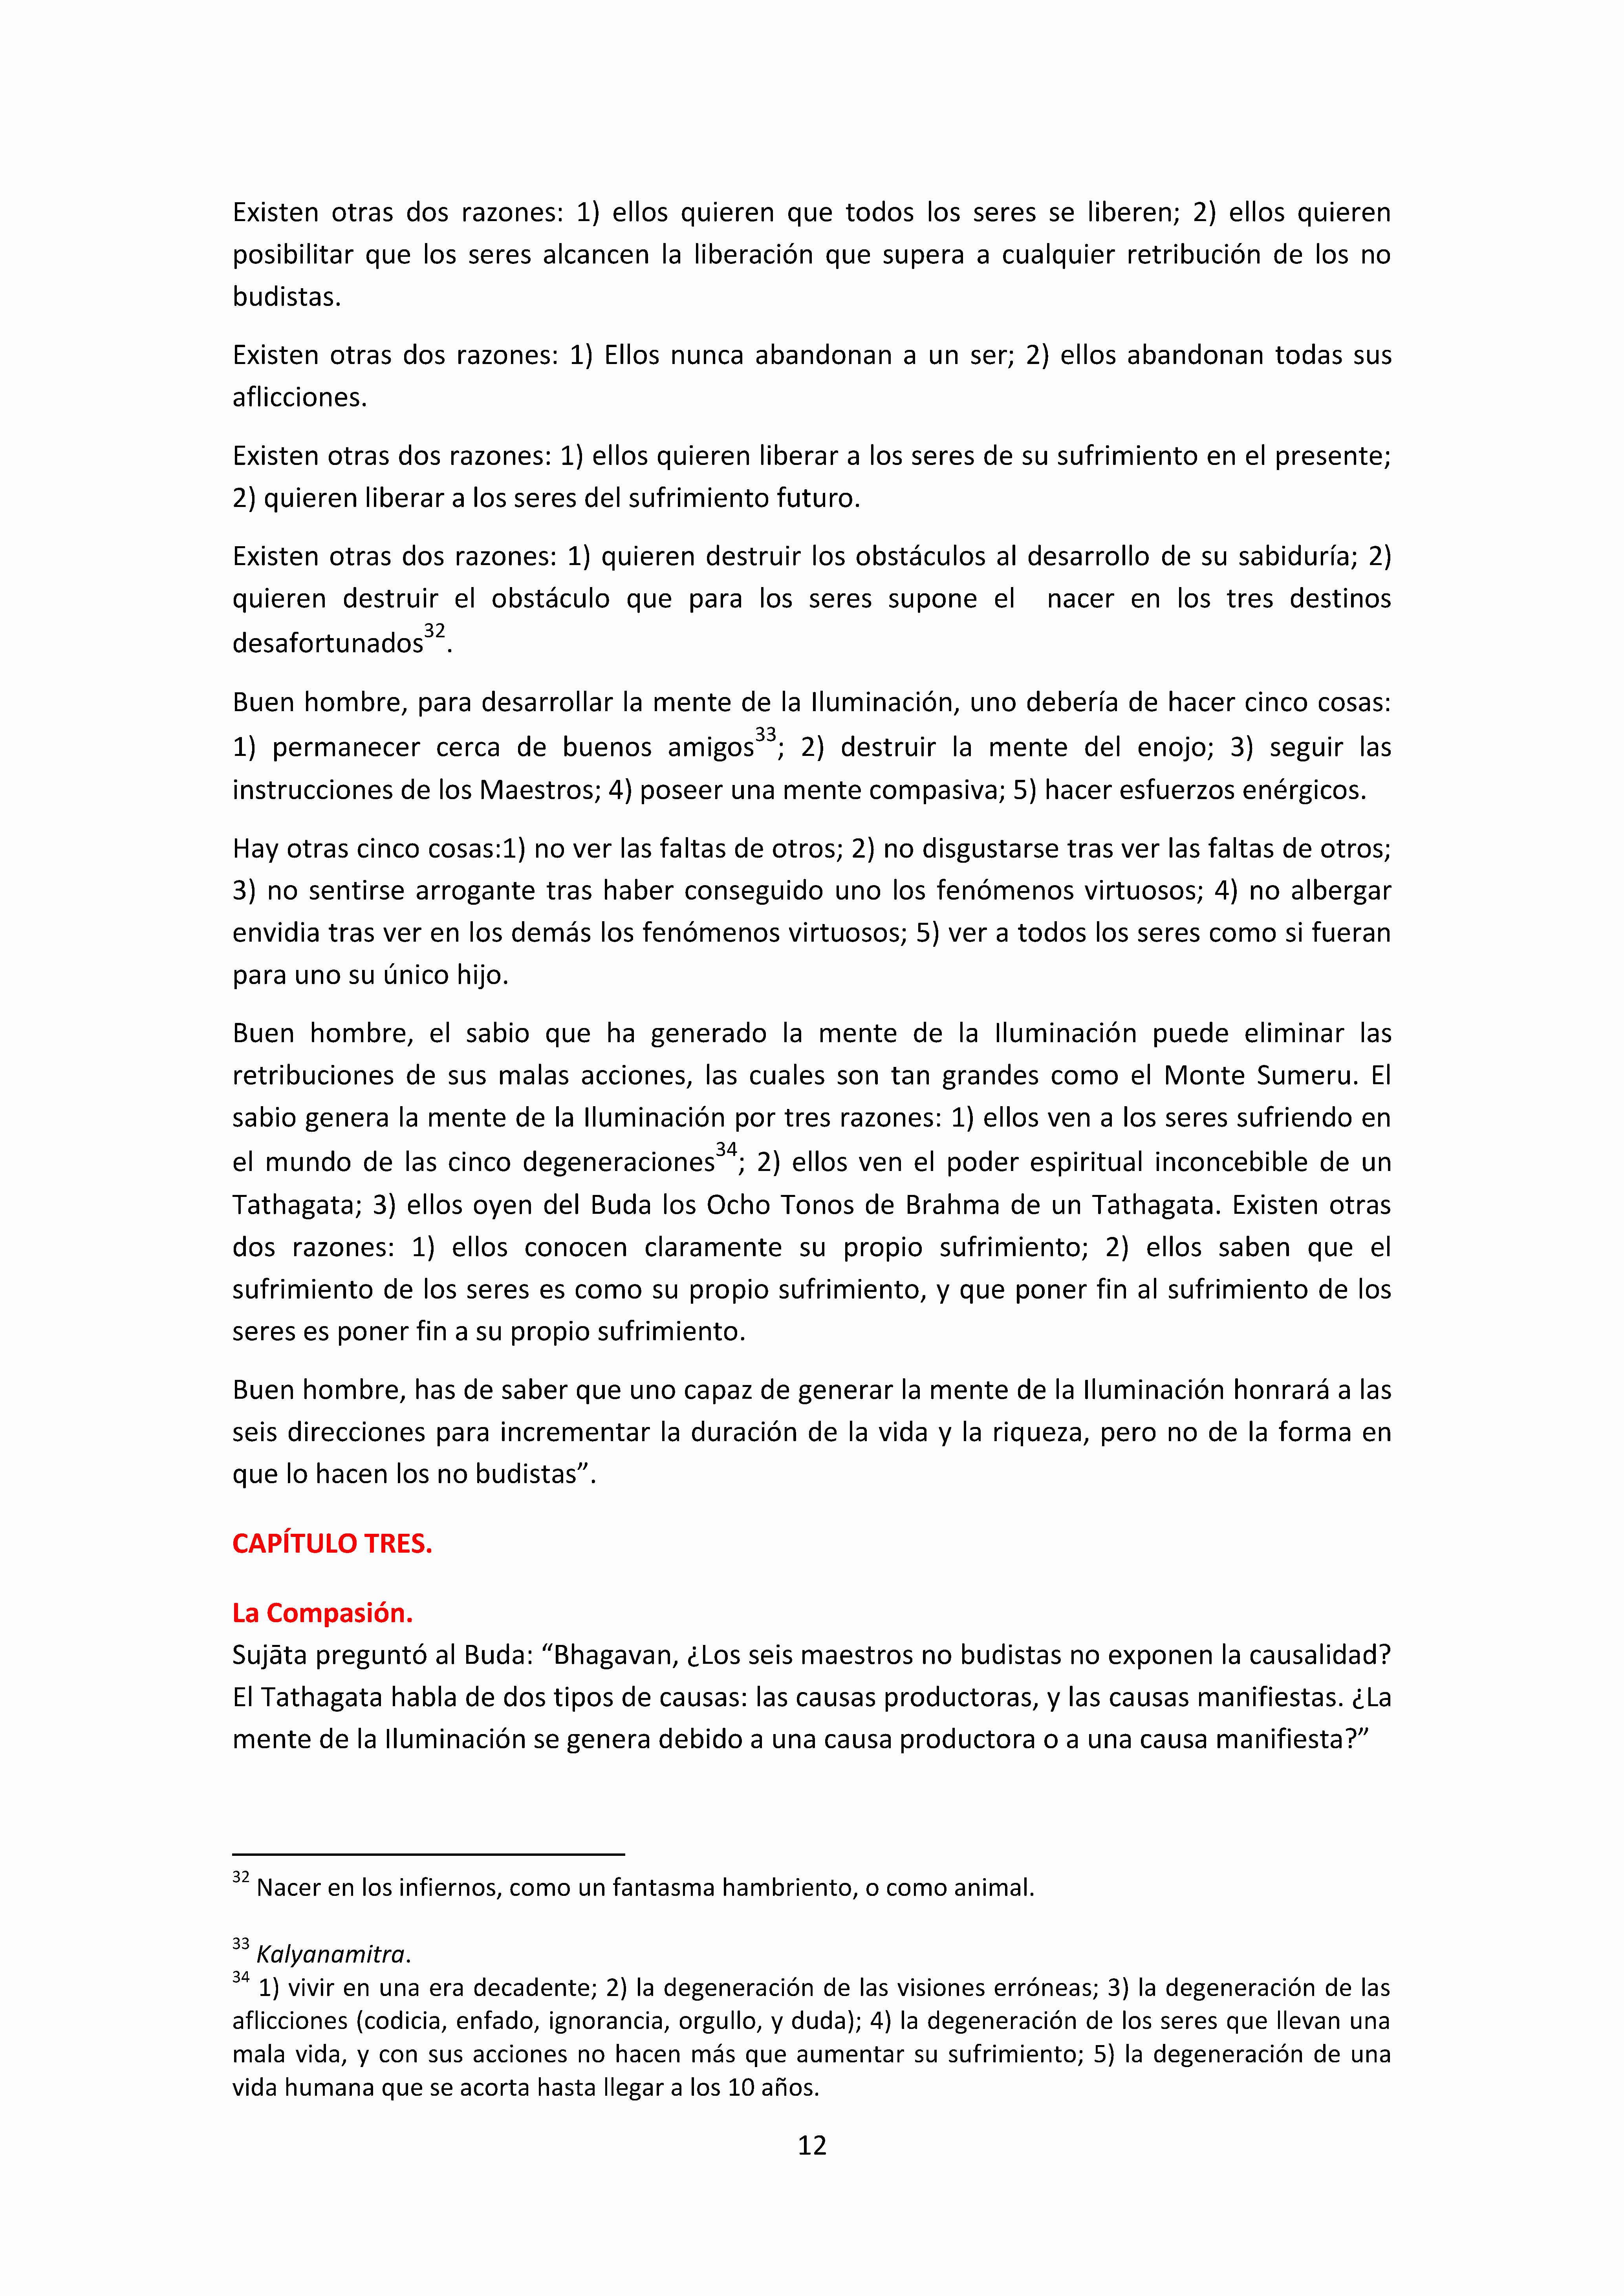 Existen otras dos razones: 1) ellos quieren que todos los seres se liberen; 2) ellos quieren
posibilitar que los seres alcancen la liberación que supera a cualquier retribución de los no
budistas.
Existen otras dos razones: 1) Ellos nunca abandonan a un ser; 2) ellos abandonan todas sus
aflicciones.
Existen otras dos razones: 1) ellos quieren liberar a los seres de su sufrimiento en el presente;
2) quieren liberar a los seres del sufrimiento futuro.
Existen otras dos razones: 1) quieren destruir los obstáculos al desarrollo de su sabiduría; 2)
quieren destruir el obstáculo que para los seres supone el nacer en los tres destinos
desafortunados32.
Buen hombre, para desarrollar la mente de la Iluminación, uno debería de hacer cinco cosas:
1) permanecer cerca de buenos amigos33; 2) destruir la mente del enojo; 3) seguir las
instrucciones de los Maestros; 4) poseer una mente compasiva; 5) hacer esfuerzos enérgicos.
Hay otras cinco cosas:1) no ver las faltas de otros; 2) no disgustarse tras ver las faltas de otros;
3) no sentirse arrogante tras haber conseguido uno los fenómenos virtuosos; 4) no albergar
envidia tras ver en los demás los fenómenos virtuosos; 5) ver a todos los seres como si fueran
para uno su único hijo.
Buen hombre, el sabio que ha generado la mente de la Iluminación puede eliminar las
retribuciones de sus malas acciones, las cuales son tan grandes como el Monte Sumeru. El
sabio genera la mente de la Iluminación por tres razones: 1) ellos ven a los seres sufriendo en
el mundo de las cinco degeneraciones34; 2) ellos ven el poder espiritual inconcebible de un
Tathagata; 3) ellos oyen del Buda los Ocho Tonos de Brahma de un Tathagata. Existen otras
dos razones: 1) ellos conocen claramente su propio sufrimiento; 2) ellos saben que el
sufrimiento de los seres es como su propio sufrimiento, y que poner fin al sufrimiento de los
seres es poner fin a su propio sufrimiento.
Buen hombre, has de saber que uno capaz de generar la mente de la Iluminación honrará a las
seis direcciones para incrementar la duración de la vida y la riqueza, pero no de la forma en
que lo hacen los no budistas”.
CAPÍTULO TRES.
La Compasión.
Sujāta preguntó al Buda: “Bhagavan, ¿Los seis maestros no budistas no exponen la causalidad?
El Tathagata habla de dos tipos de causas: las causas productoras, y las causas manifiestas. ¿La
mente de la Iluminación se genera debido a una causa productora o a una causa manifiesta?”
32 Nacer en los infiernos, como un fantasma hambriento, o como animal.
33 Kalyanamitra.
34 1) vivir en una era decadente; 2) la degeneración de las visiones erróneas; 3) la degeneración de las
aflicciones (codicia, enfado, ignorancia, orgullo, y duda); 4) la degeneración de los seres que llevan una
mala vida, y con sus acciones no hacen más que aumentar su sufrimiento; 5) la degeneración de una
vida humana que se acorta hasta llegar a los 10 años.
12